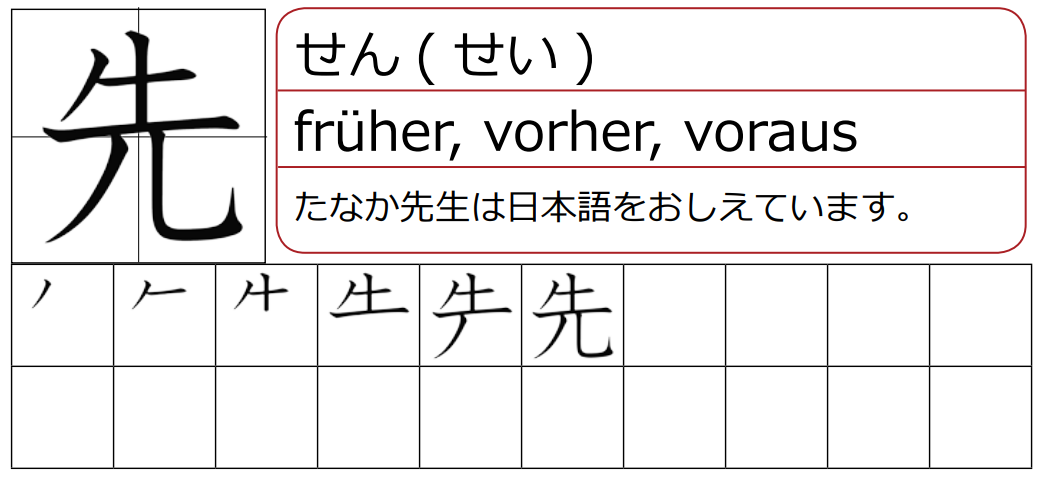 先
せん ( せい )
früher, vorher, voraus
たなか先生は日本語をおしえています。
先